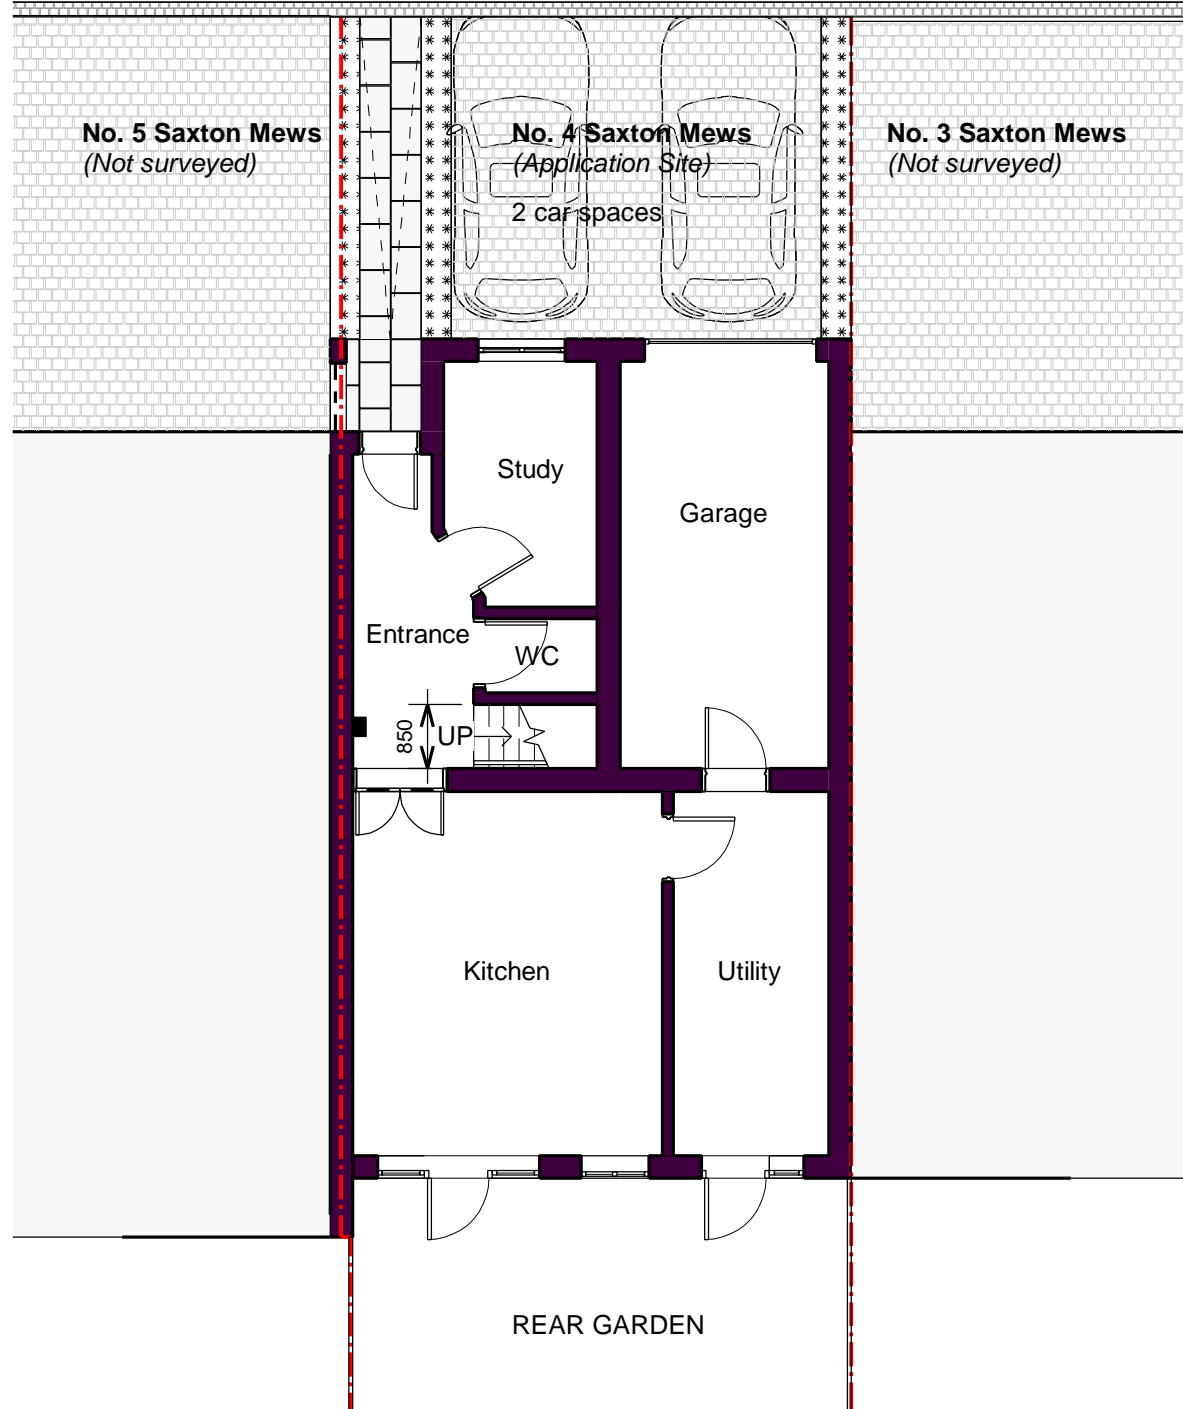 No. 5 Saxton Mews
(Not surveyed)
No. 4 Saxton Mews
(Application Site)
2 car spaces
No. 3 Saxton Mews
(Not surveyed)
Study
Garage
Entrance
WC
850
UP
Kitchen
Utility
REAR GARDEN